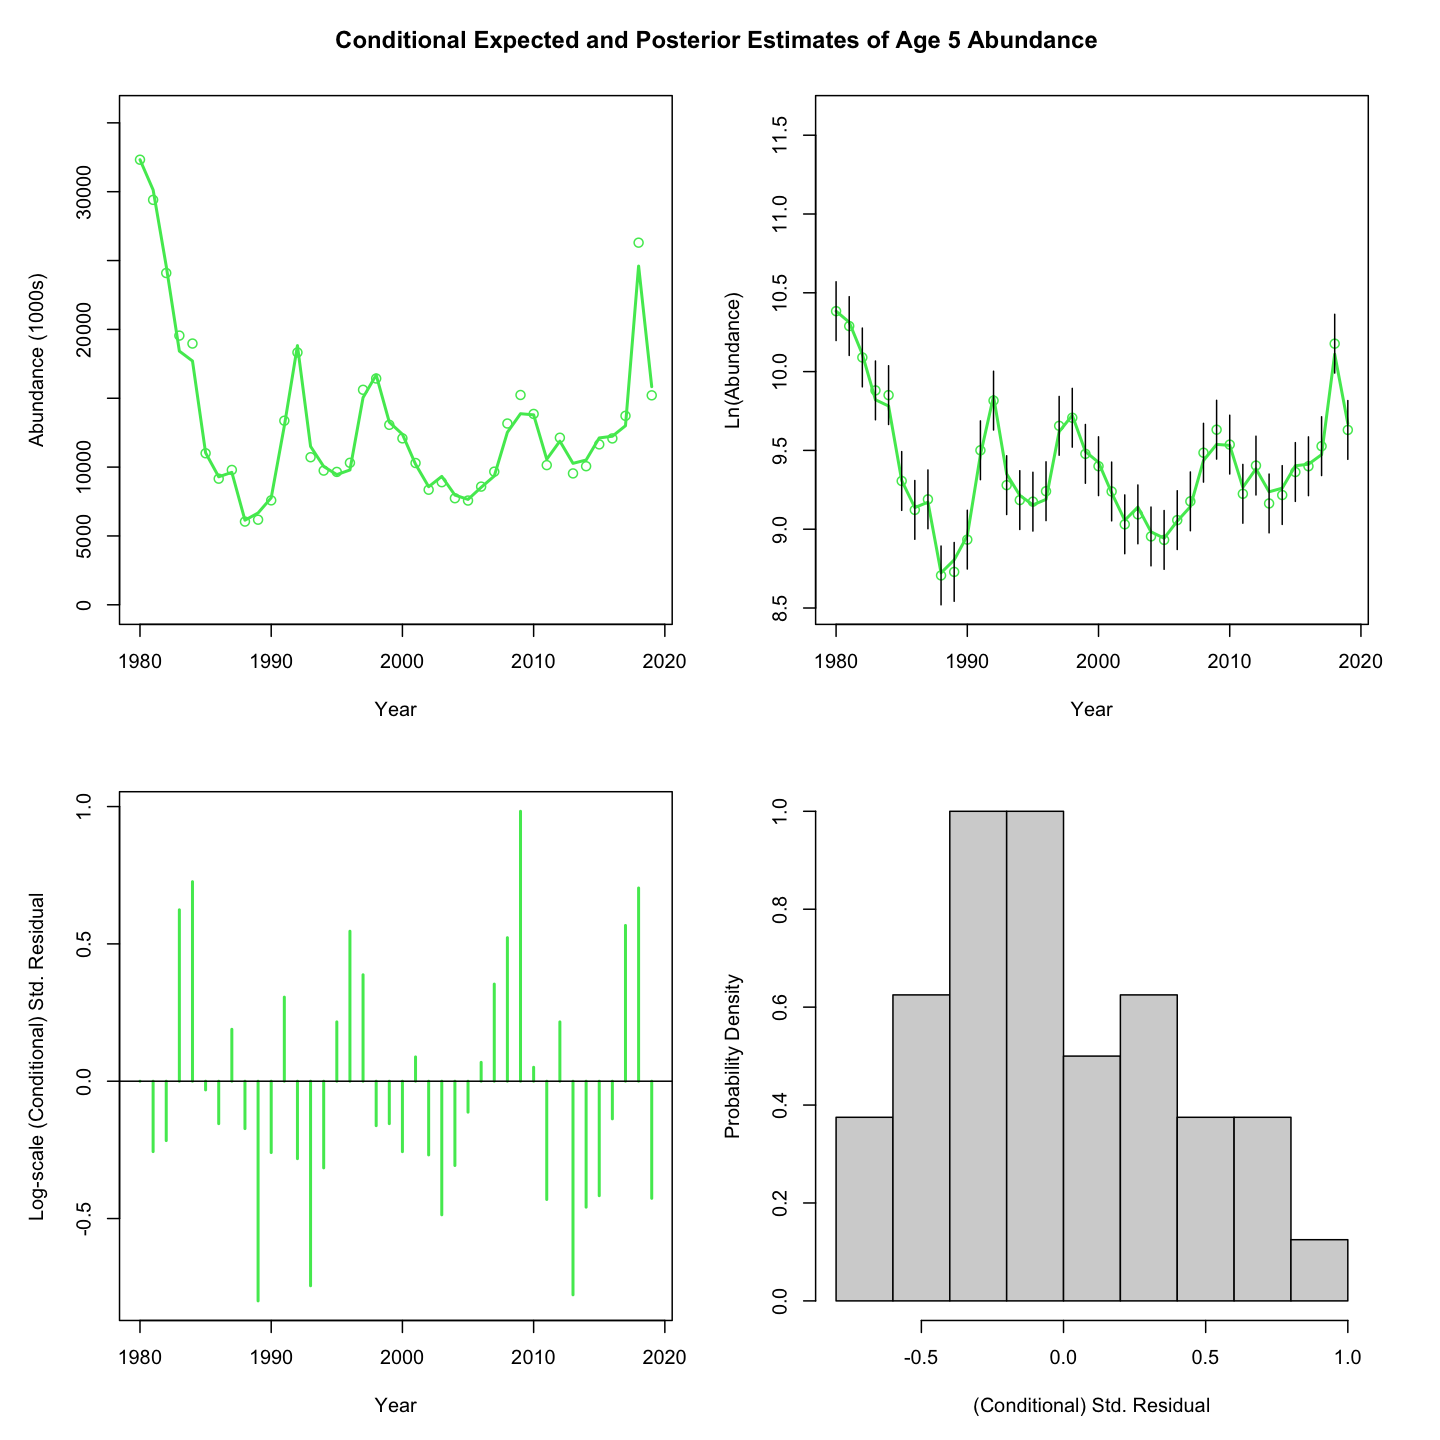 Conditional Expected and Posterior Estimates of Age 5 Abundance
Abundance (1000s)
30000
20000
10000
5000
0
1980 1990 2000 2010 2020
Year
Ln(Abundance)
11.5
11.0
10.5
10.0
9.5
9.0
8.5
1980 1990 2000 2010 2020
Year
Log-scale (Conditional) Std. Residual
1.0
0.5
0.0
-0.5
1980 1990 2000 2010 2020
Year
Probability Density
1.0
0.8
0.6
0.4
0.2
0.0
-0.5 0.0 0.5 1.0
(Conditional) Std. Residual